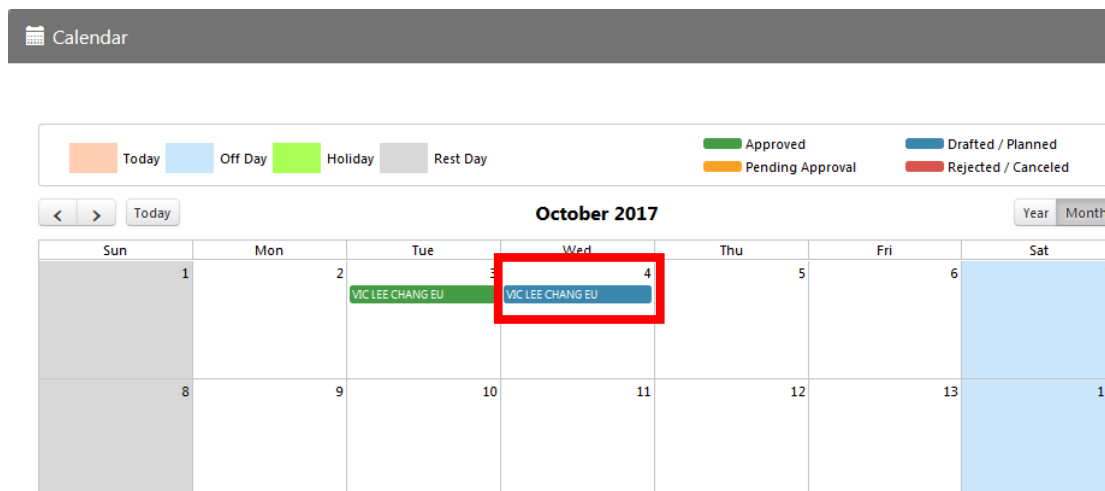 Calendar
Today Off Day Holiday Rest Day
Approved Drafted / Planned
Pending Approval Rejected / Canceled
Today October 2017 Year Month
Sun Mon Tue Wed Thu Fri Sat
1 2 3 4 5 6
VIC LEE CHANG EU VIC LEE CHANG EU
8 9 10 11 12 13 1